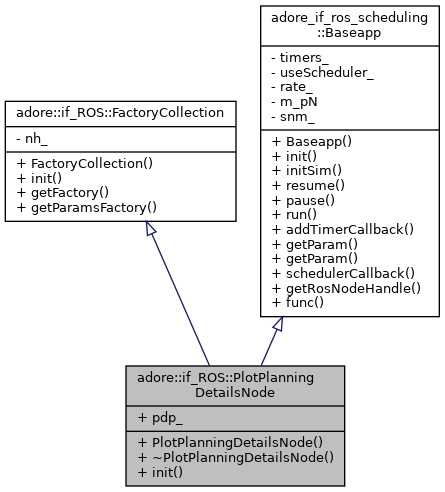 adore_if_ros_scheduling
::Baseapp
- timers_
- useScheduler_
- rate_
- m_pN
- snm_
+ Baseapp()
+ init()
+ initSim()
+ resume()
+ pause()
+ run()
+ addTimerCallback()
+ getParam()
+ getParam()
+ schedulerCallback()
+ getRosNodeHandle()
+ func()
adore::if_ROS::FactoryCollection
- nh_
+ FactoryCollection()
+ init()
+ getFactory()
+ getParamsFactory()
adore::if_ROS::PlotPlanning
DetailsNode
+ pdp_
+ PlotPlanningDetailsNode()
+ ~PlotPlanningDetailsNode()
+ init()